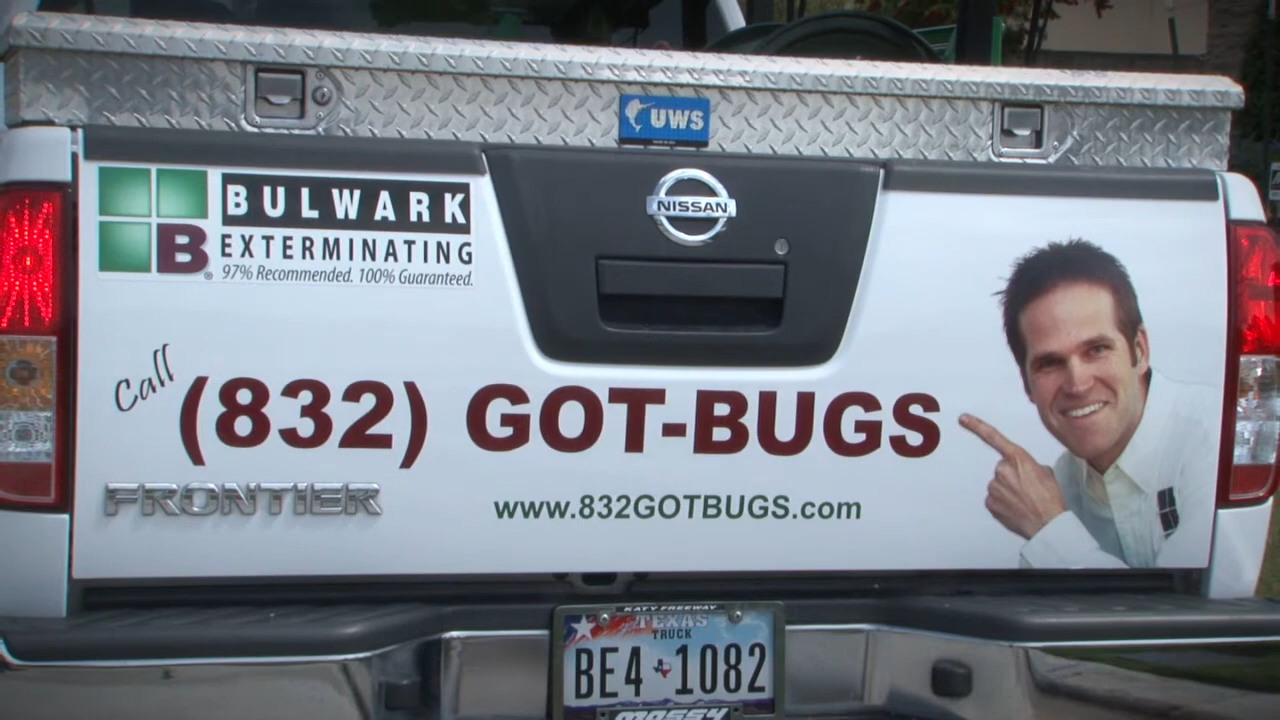 UWS
NISSAN
B®
BULWARK
EXTERMINATING
97% Recommended. 100% Guaranteed.
Call
(832) GOT-BUGS
FRONTIER
www.832GOTBUGS.com
KATY FREEWAY
TEXAS
TRUCK
BE4 1082
MOSSY